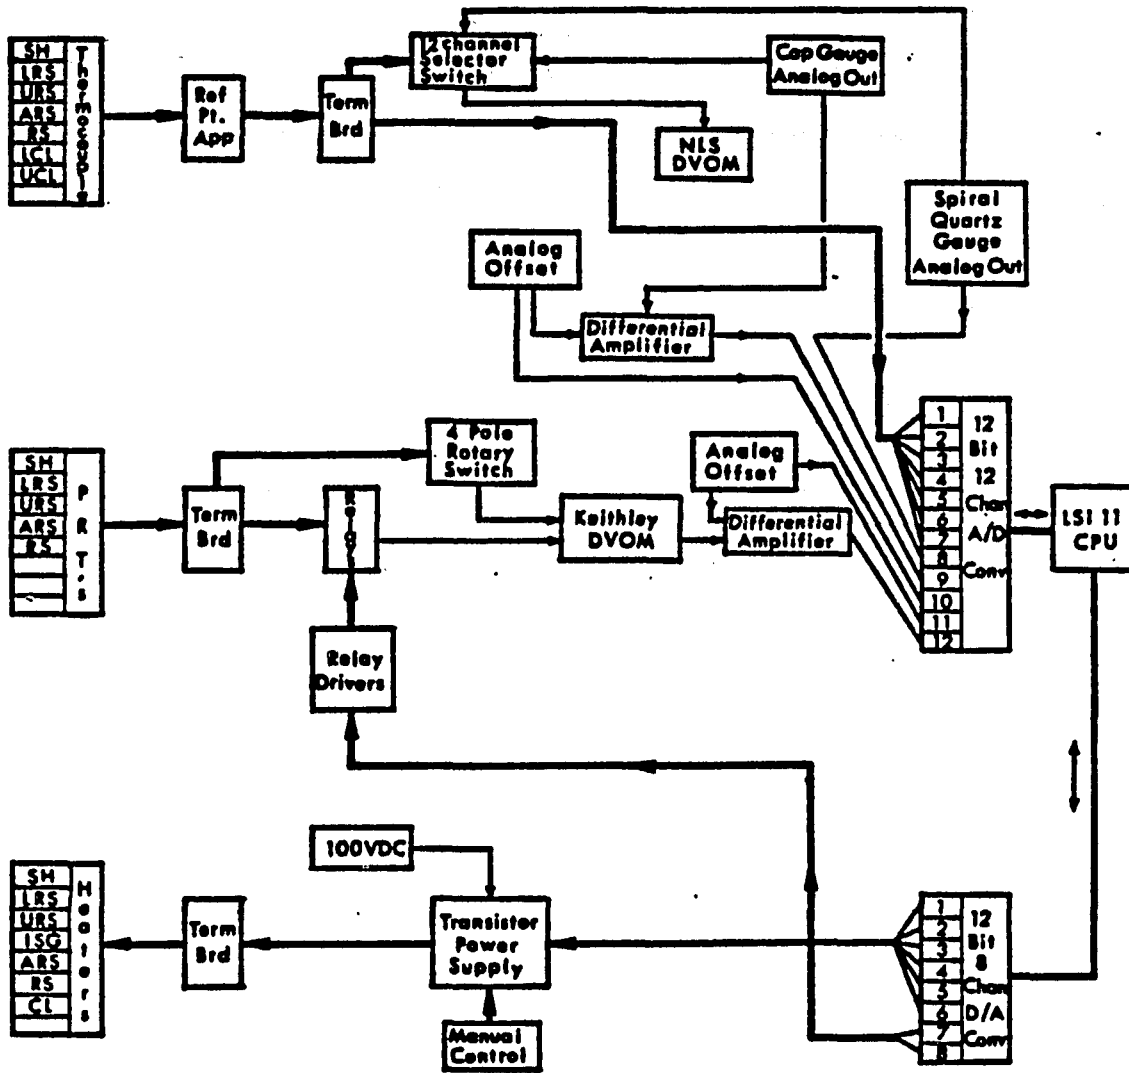 SH
LRS
URS
ARS
RS
LCL
UCL
Thermocouple
Ref
Pt.
App
Term
Brd
12 channel
Selector
Switch
Cap Gauge
Analog Out
NLS
DVOM
Spiral
Quartz
Gauge
Analog Out
Analog
Offset
Differential
Amplifier
SH
LRS
URS
ARS
RS
PRTrs
Term
Brd
Relays
4 Pole
Rotary
Switch
Keithley
DVOM
Analog
Offset
Differential
Amplifier
1
2
3
4
5
6
7
8
9
10
11
12
12
Bit
12
Chan
A/D
Conv
LSI 11
CPU
Relay
Drivers
100VDC
SH
LRS
URS
ISG
ARS
RS
CL
Heaters
Term
Brd
Transistor
Power
Supply
Manual
Control
1
2
3
4
5
6
7
8
12
Bit
8
Chan
D/A
Conv